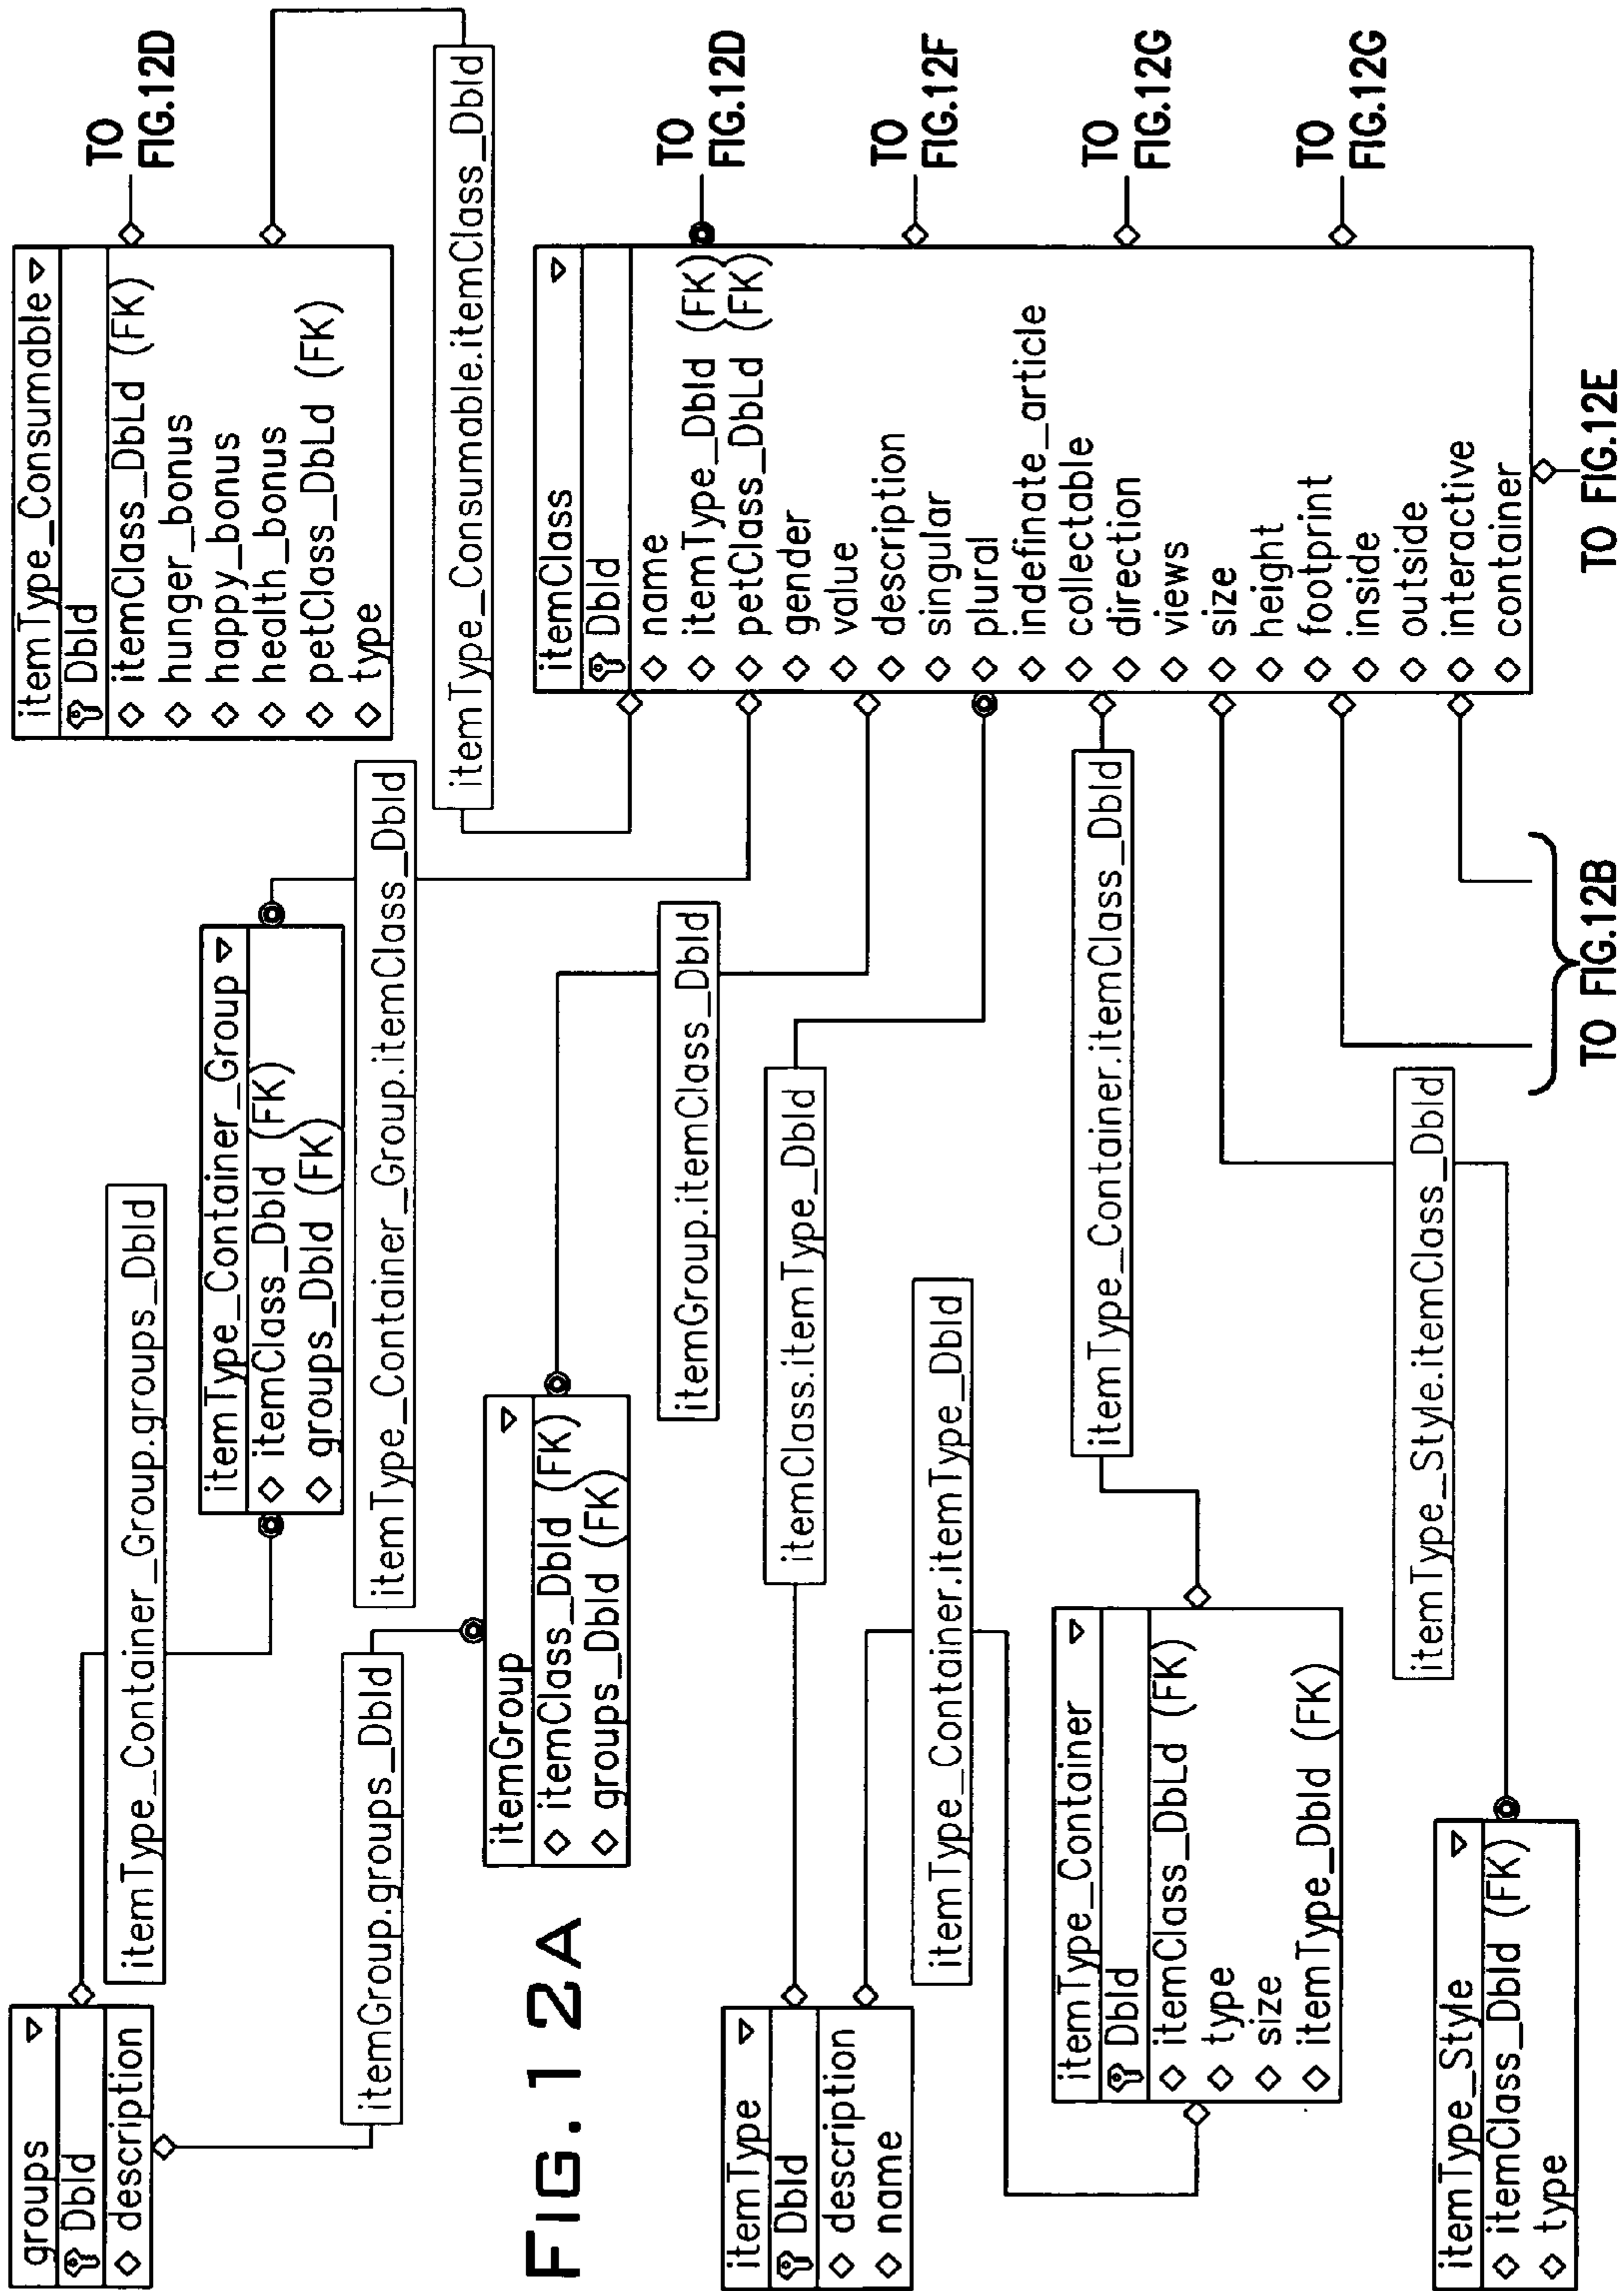 groups
DbId
description
itemType_Container_Group.groups_DbId
itemGroup.groups_DbId
itemType_Container_Group
itemClass_DbId (FK)
groups_DbId (FK)
itemType_Container_Group.itemClass_DbId
itemType_Consumable
DbId
itemClass_DbLd (FK)
hunger_bonus
happy_bonus
health_bonus
petClass_DbLd (FK)
type
TO
FIG.12D
itemType_Consumable.itemClass_DbId
FIG.12A
itemGroup
itemClass_DbId (FK)
groups_DbId (FK)
itemGroup.itemClass_DbId
itemType
DbId
description
name
itemClass.itemType_DbId
itemType_Container.itemType_DbId
itemType_Container
DbId
itemClass_DbLd (FK)
type
size
itemType_DbId (FK)
itemType_Container.itemClass_DbId
itemType_Style
itemClass_DbId (FK)
type
itemType_Style.itemClass_DbId
itemClass
DbId
name
itemType_DbId (FK)
petClass_DbLd (FK)
gender
value
description
singular
plural
indefinate_article
collectable
direction
views
size
height
footprint
inside
outside
interactive
container
TO
FIG.12D
TO
FIG.12F
TO
FIG.12G
TO
FIG.12G
TO FIG.12B
TO FIG.12E